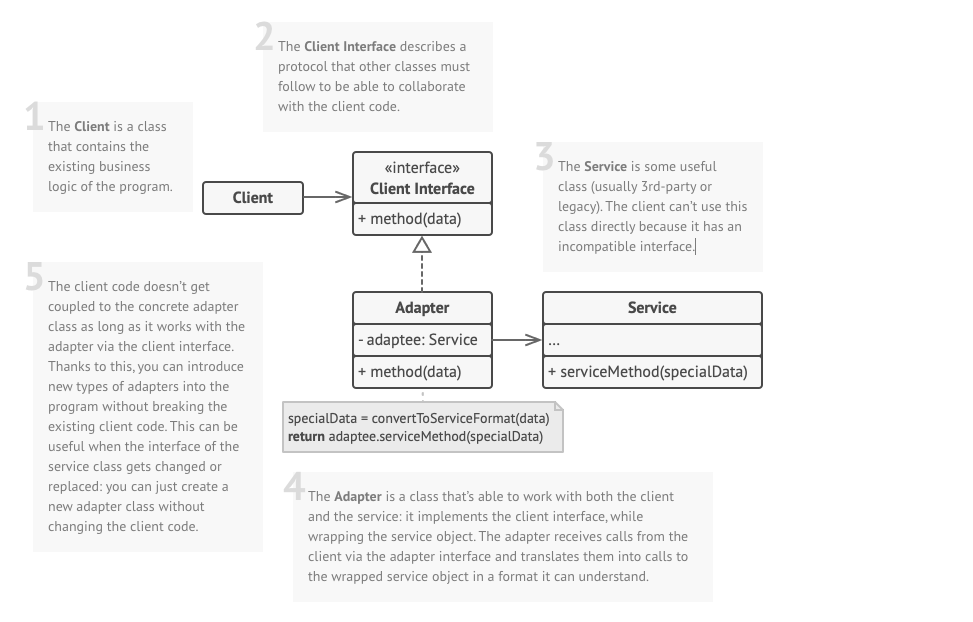 1
The Client is a class
that contains the
existing business
logic of the program.
2
The Client Interface describes a
protocol that other classes must
follow to be able to collaborate
with the client code.
3
The Service is some useful
class (usually 3rd-party or
legacy). The client can’t use this
class directly because it has an
incompatible interface.
Client
«interface»
Client Interface
+ method(data)
Adapter
- adaptee: Service
+ method(data)
Service
...
+ serviceMethod(specialData)
specialData = convertToServiceFormat(data)
return adaptee.serviceMethod(specialData)
4
The Adapter is a class that’s able to work with both the client
and the service: it implements the client interface, while
wrapping the service object. The adapter receives calls from the
client via the adapter interface and translates them into calls to
the wrapped service object in a format it can understand.
5
The client code doesn’t get
coupled to the concrete adapter
class as long as it works with the
adapter via the client interface.
Thanks to this, you can introduce
new types of adapters into the
program without breaking the
existing client code. This can be
useful when the interface of the
service class gets changed or
replaced: you can just create a
new adapter class without
changing the client code.